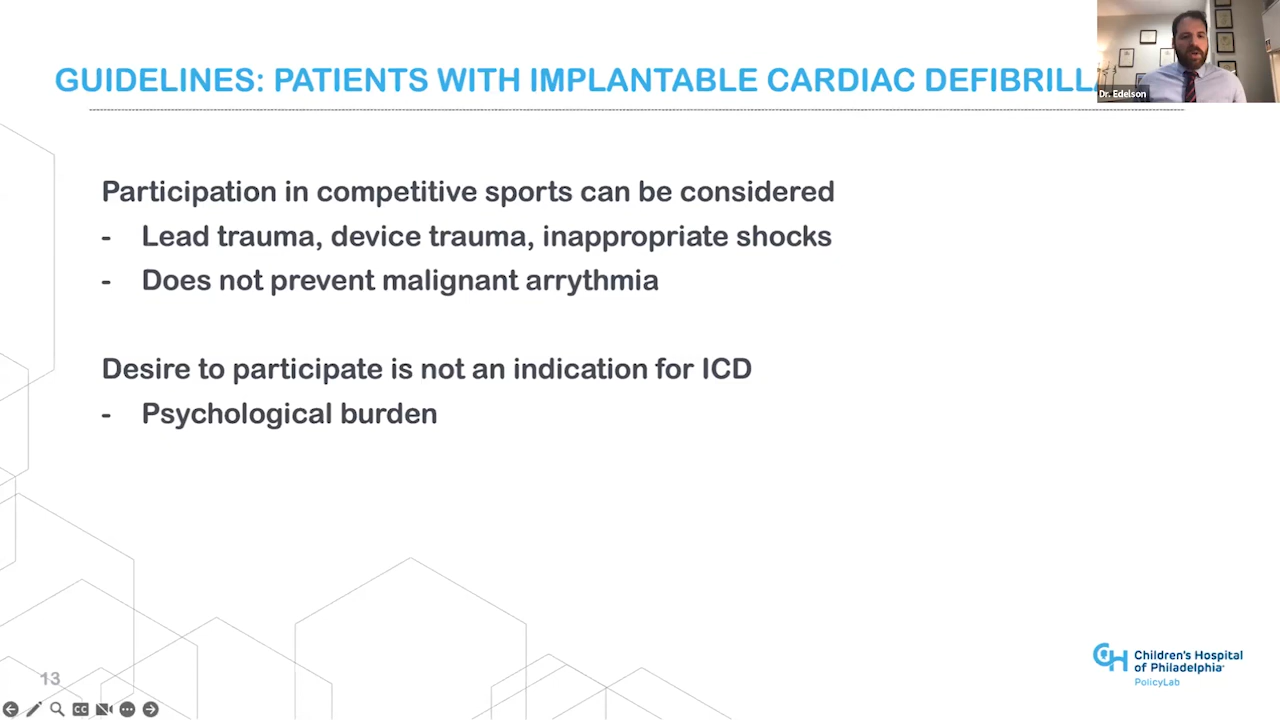 GUIDELINES: PATIENTS WITH IMPLANTABLE CARDIAC DEFIBRILL
Dr. Edelson
Participation in competitive sports can be considered
- Lead trauma, device trauma, inappropriate shocks
- Does not prevent malignant arrythmia
Desire to participate is not an indication for ICD
- Psychological burden
13
CC
CH Children's Hospital
of Philadelphia
PolicyLab